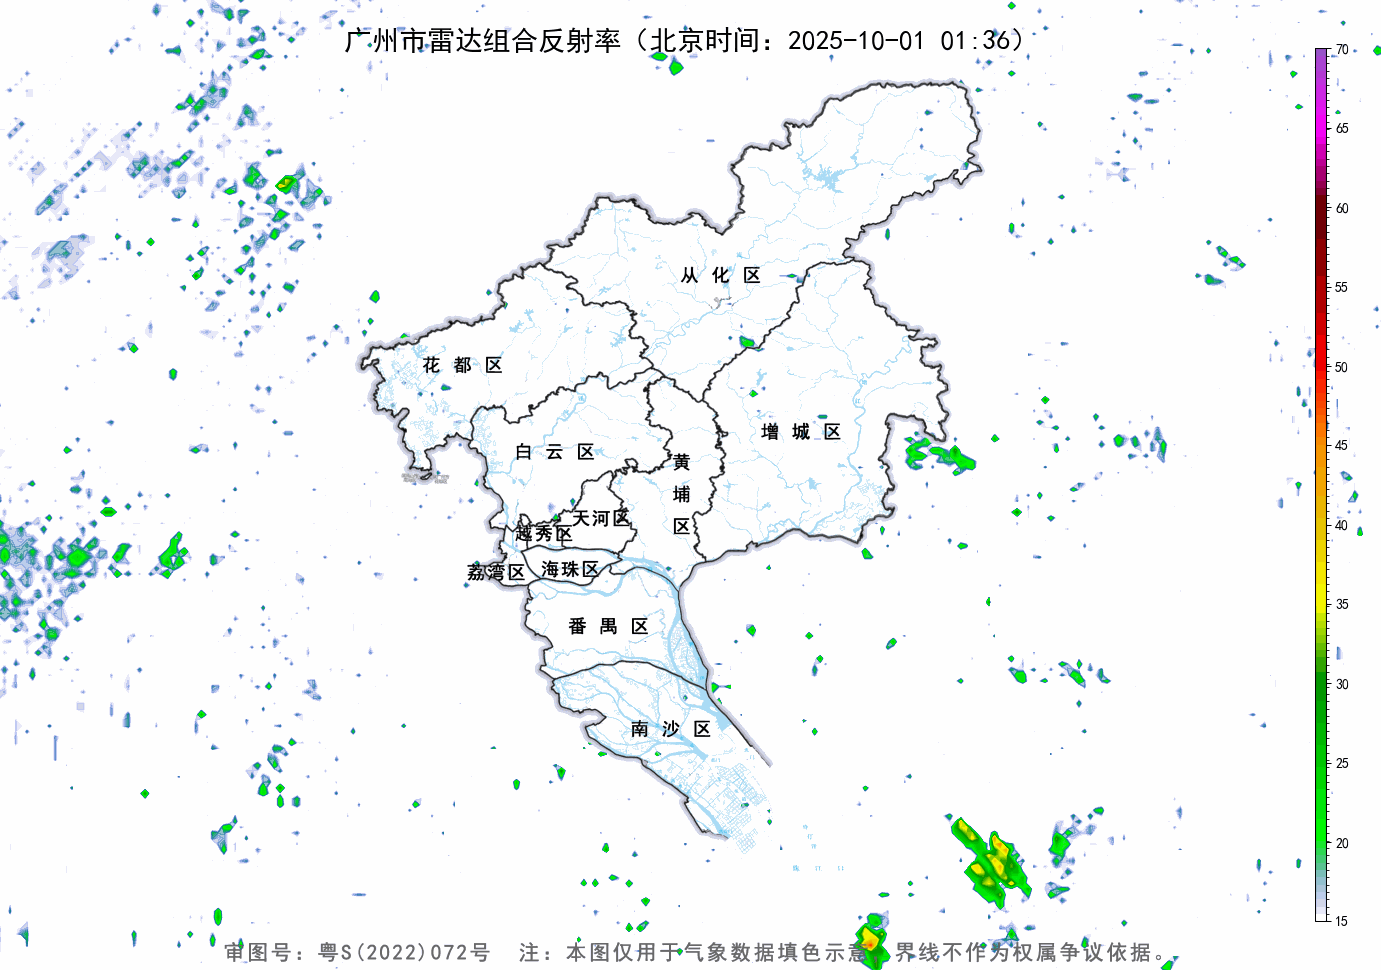 广州市雷达组合反射率（北京时间：2025-10-01 01:36）
70
65
60
55
50
45
40
35
30
25
20
15
从化区
花都区
增城区
白云区
黄埔区
天河区
越秀区
荔湾区
海珠区
番禺区
南沙区
审图号：粤S(2022)072号 注：本图仅用于气象数据填色示意，界线不作为权属争议依据。